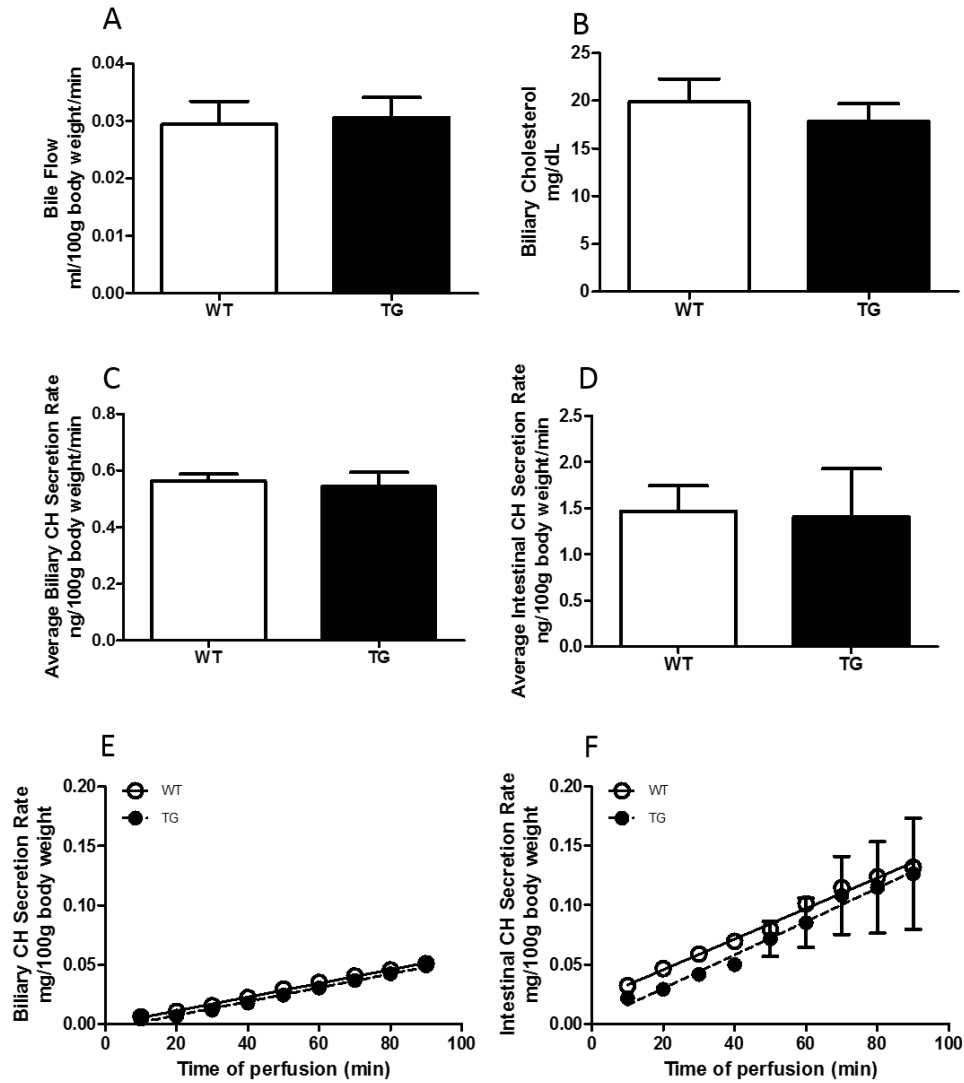 A
Bile Flow
ml/100g body weight/min
0.04
0.03
0.02
0.01
0.00
WT
TG
B
Biliary Cholesterol
mg/dL
25
20
15
10
5
0
WT
TG
C
Average Biliary CH Secretion Rate
ng/100g body weight/min
0.8
0.6
0.4
0.2
0.0
WT
TG
D
Average Intestinal CH Secretion Rate
ng/100g body weight/min
2.5
2.0
1.5
1.0
0.5
0.0
WT
TG
E
Biliary CH Secretion Rate
mg/100g body weight
0.20
0.15
0.10
0.05
0.00
WT
TG
0
20
40
60
80
100
Time of perfusion (min)
F
Intestinal CH Secretion Rate
mg/100g body weight
0.20
0.15
0.10
0.05
0.00
WT
TG
0
20
40
60
80
100
Time of perfusion (min)